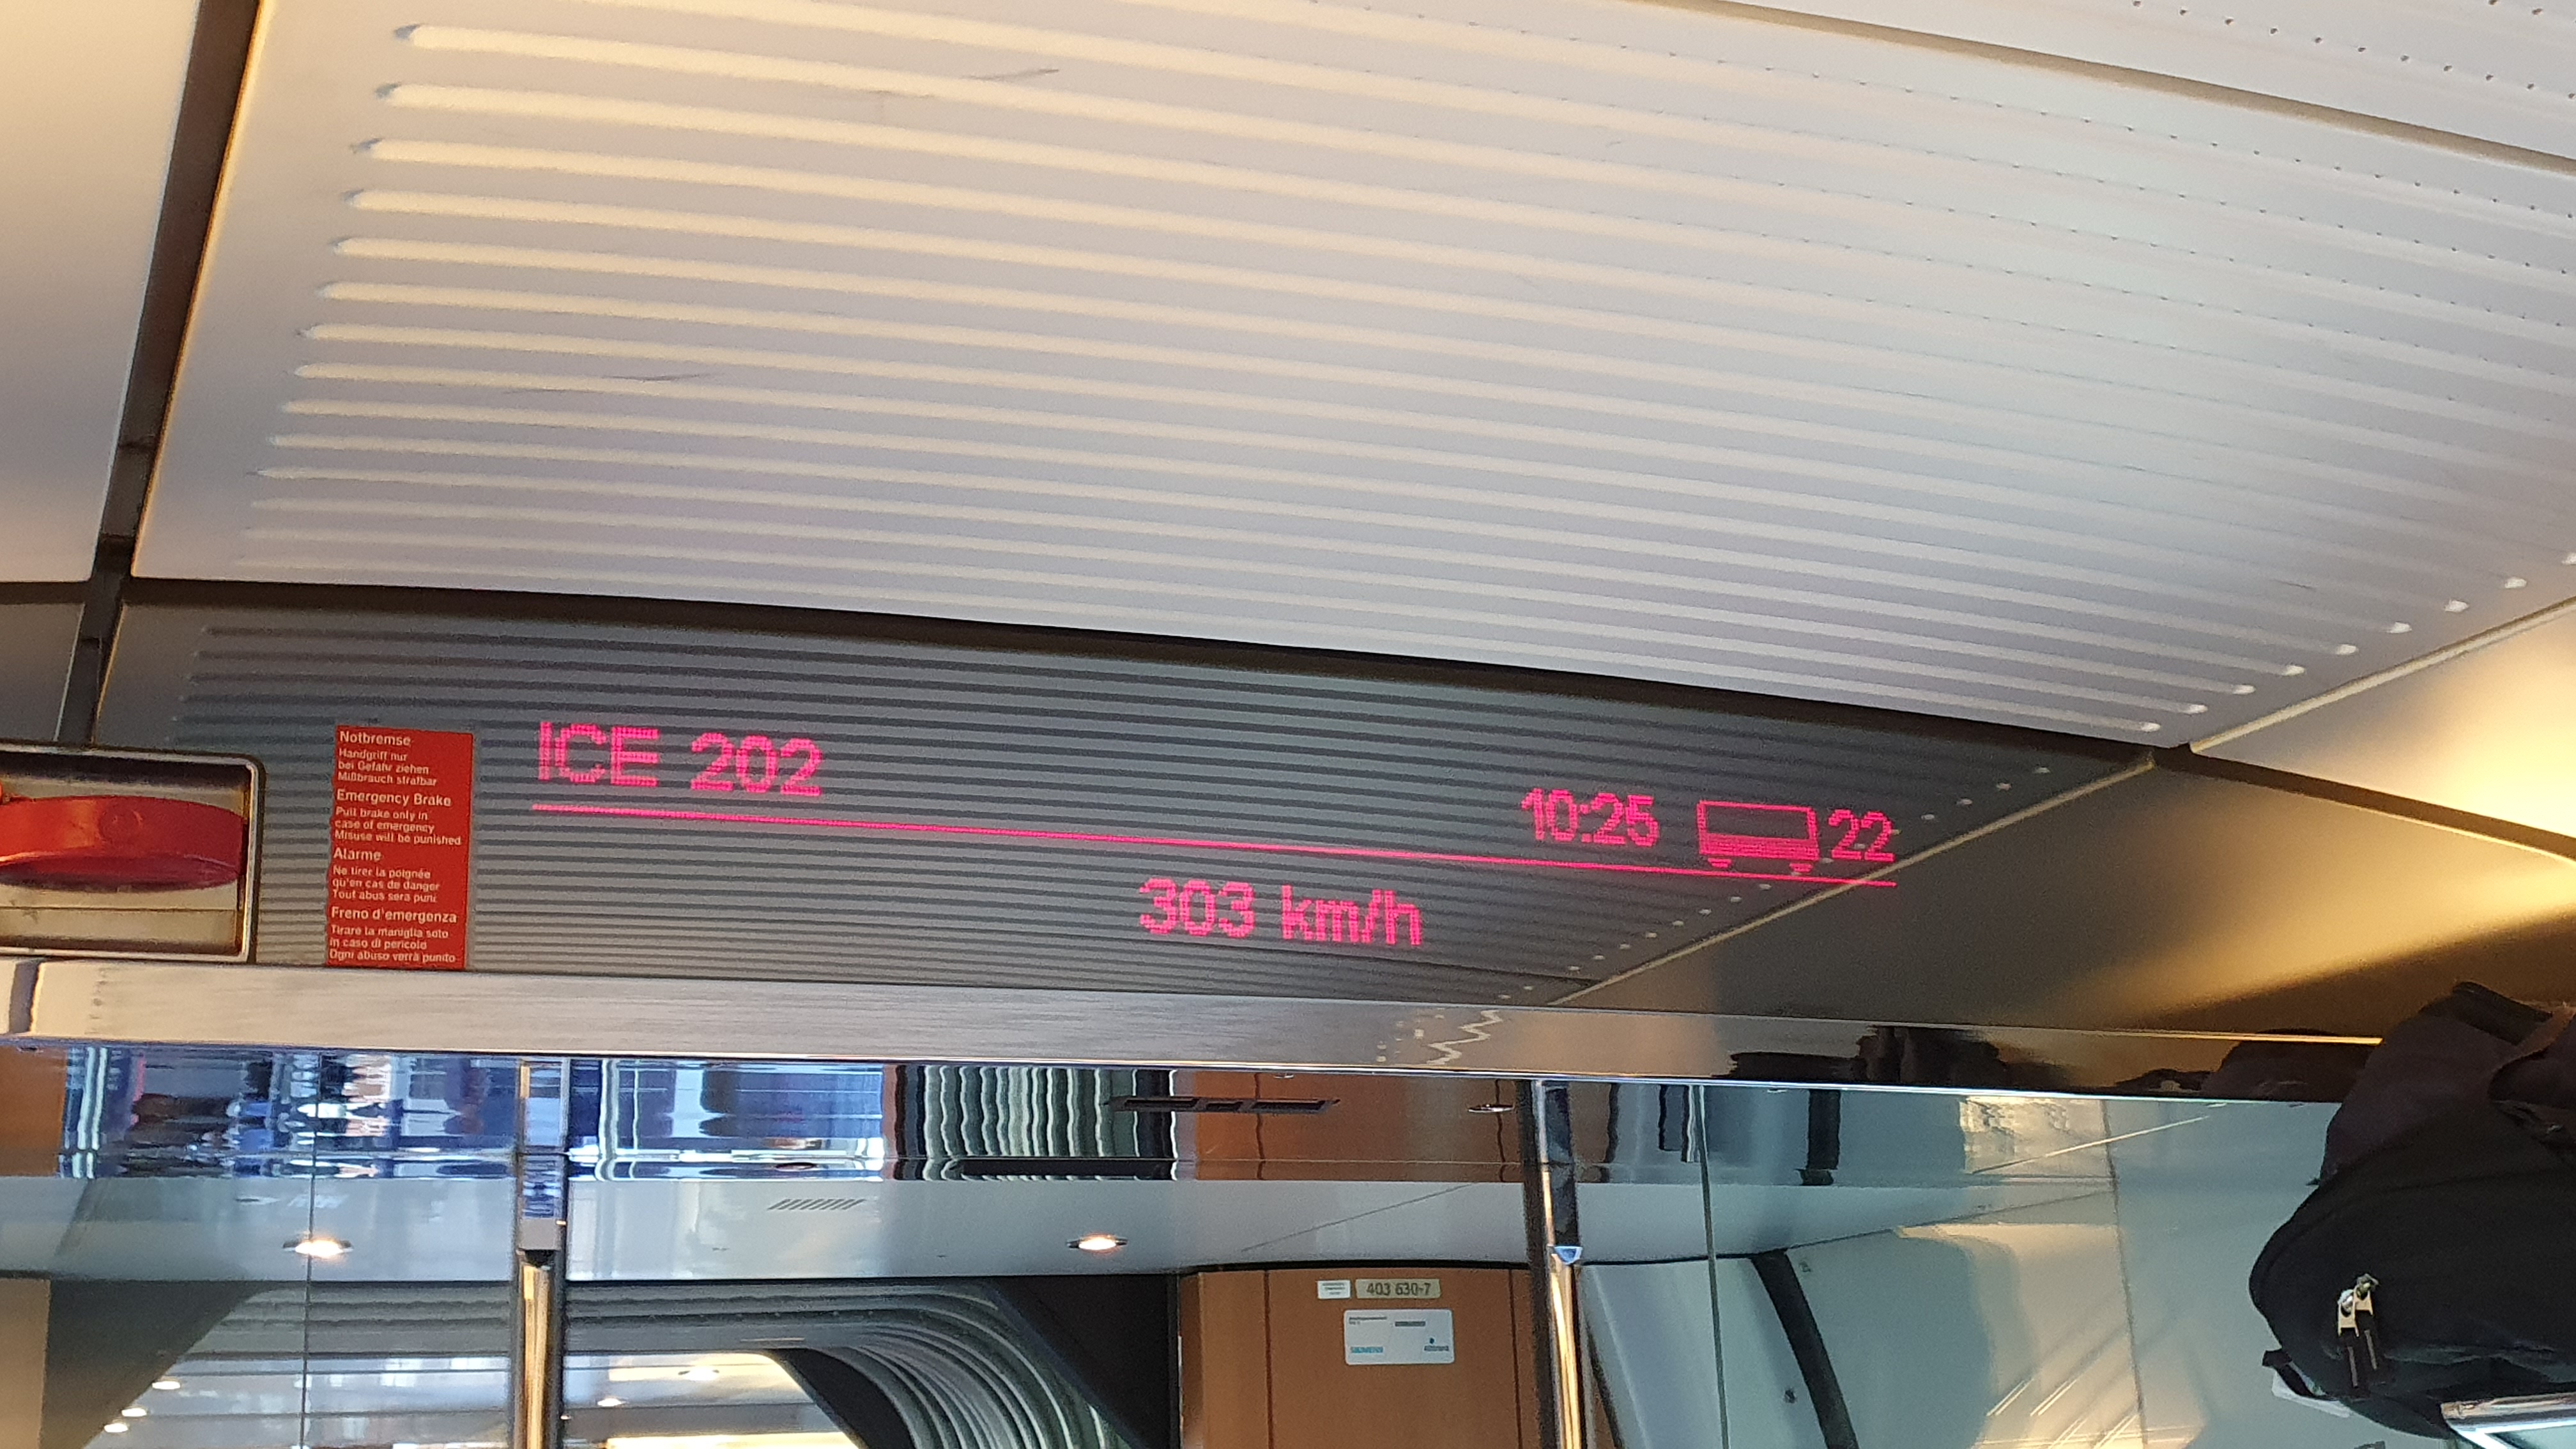 ICE 202
10:25 22
303 km/h
Notbremse
Handgriff nur
bei Gefahr ziehen
Mißbrauch strafbar
Emergency Brake
Pull brake only in
case of emergency
Misuse will be punished
Alarme
Ne tirer la poignée
qu'en cas de danger
Tout abus sera puni
Freno d'emergenza
Tirare la maniglia solo
in caso di pericolo
Ogni abuso verrà punito
403 630-7
SIEMENS